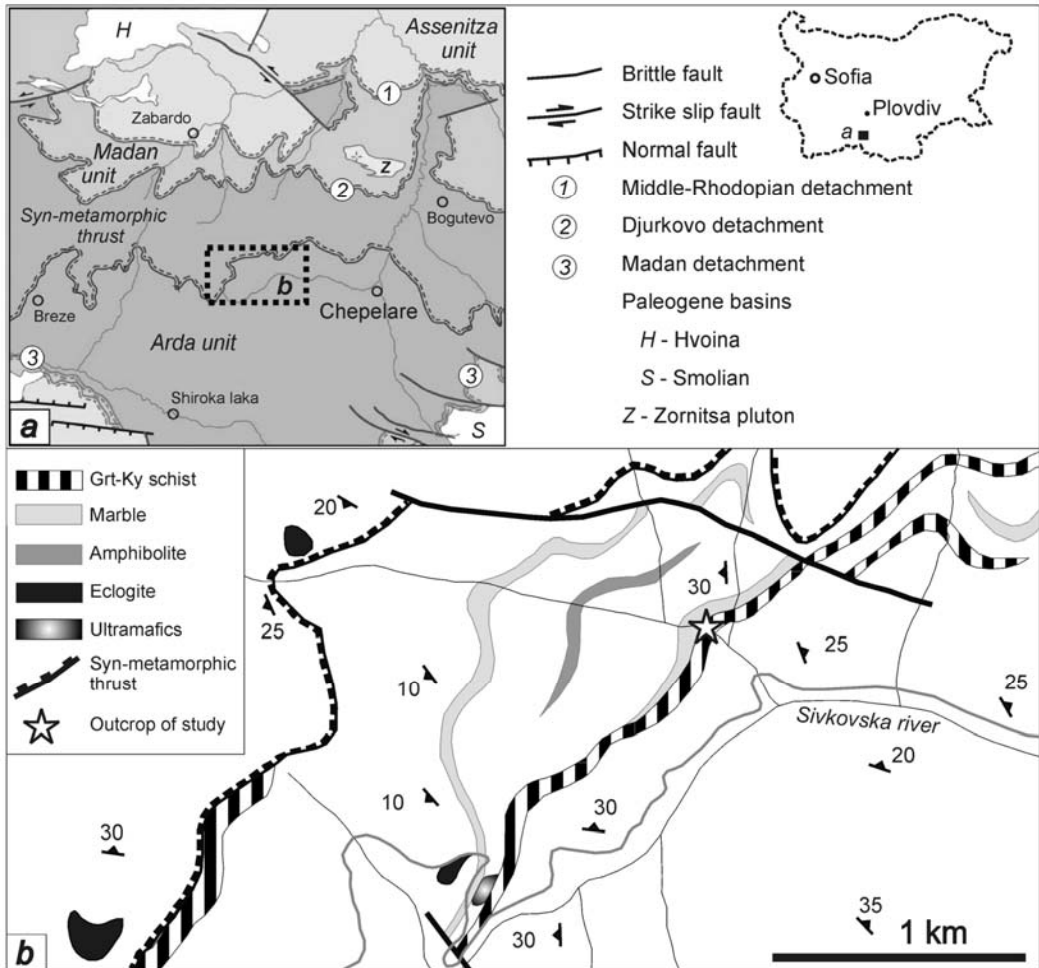 H
Assenitza
unit
1
Zabardo
Madan
unit
z
2
Syn-metamorphic
thrust
Bogutevo
b
Breze
Chepelare
3
Arda unit
3
Shiroka laka
a
S
Brittle fault
Strike slip fault
Normal fault
1 Middle-Rhodopian detachment
2 Djurkovo detachment
3 Madan detachment
Paleogene basins
H - Hvoina
S - Smolian
Z - Zornitsa pluton
Sofia
Plovdiv
a
Grt-Ky schist
Marble
Amphibolite
Eclogite
Ultramafics
Syn-metamorphic
thrust
Outcrop of study
20
25
30
10
25
25
Sivkovska river
20
10
30
30
35
30
1 km
b